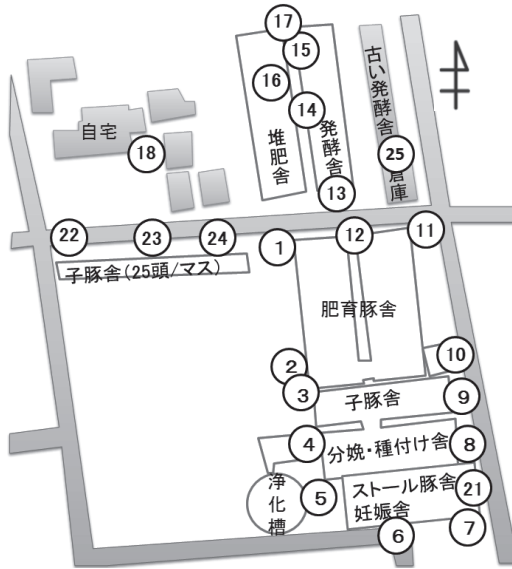 17
15
16
14
堆肥舎
発酵舎
13
古い発酵舎
25
倉庫
自宅
18
22
23
24
子豚舎(25頭/マス)
1
12
11
肥育豚舎
2
10
3
子豚舎
9
4
分娩・種付け舎
8
浄化槽
5
ストール豚舎
妊娠舎
21
6
7